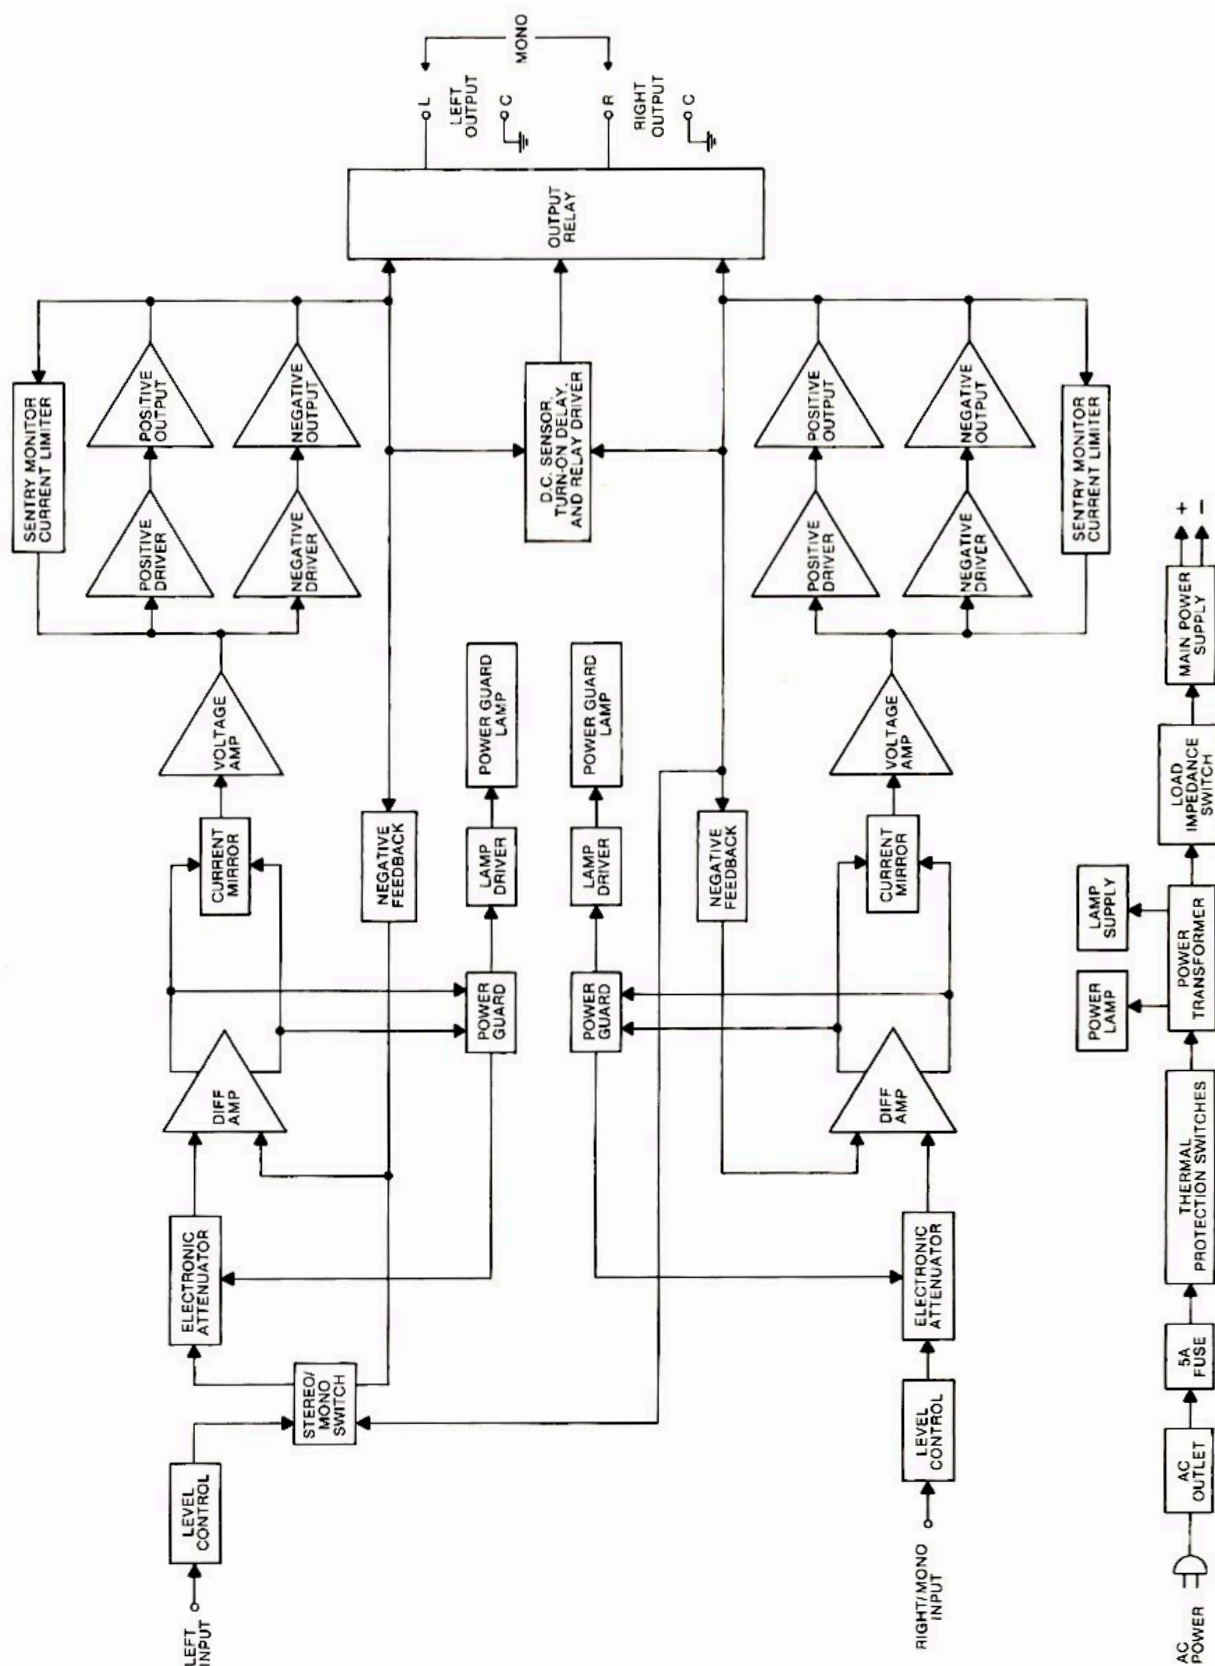 LEFT
INPUT
LEVEL
CONTROL
STEREO/
MONO
SWITCH
ELECTRONIC
ATTENUATOR
DIFF
AMP
CURRENT
MIRROR
VOLTAGE
AMP
SENTRY MONITOR
CURRENT LIMITER
POSITIVE
DRIVER
POSITIVE
OUTPUT
NEGATIVE
DRIVER
NEGATIVE
OUTPUT
NEGATIVE
FEEDBACK
POWER
GUARD
LAMP
DRIVER
POWER GUARD
LAMP
D.C. SENSOR,
TURN-ON DELAY,
AND RELAY DRIVER
OUTPUT
RELAY
L
LEFT
OUTPUT
C
MONO
R
RIGHT
OUTPUT
C
POWER
GUARD
LAMP
DRIVER
POWER GUARD
LAMP
NEGATIVE
FEEDBACK
RIGHT/MONO
INPUT
LEVEL
CONTROL
ELECTRONIC
ATTENUATOR
DIFF
AMP
CURRENT
MIRROR
VOLTAGE
AMP
POSITIVE
DRIVER
POSITIVE
OUTPUT
NEGATIVE
DRIVER
NEGATIVE
OUTPUT
SENTRY MONITOR
CURRENT LIMITER
AC
POWER
AC
OUTLET
5A
FUSE
THERMAL
PROTECTION SWITCHES
POWER
TRANSFORMER
POWER
LAMP
LAMP
SUPPLY
LOAD
IMPEDANCE
SWITCH
MAIN POWER
SUPPLY
+
−